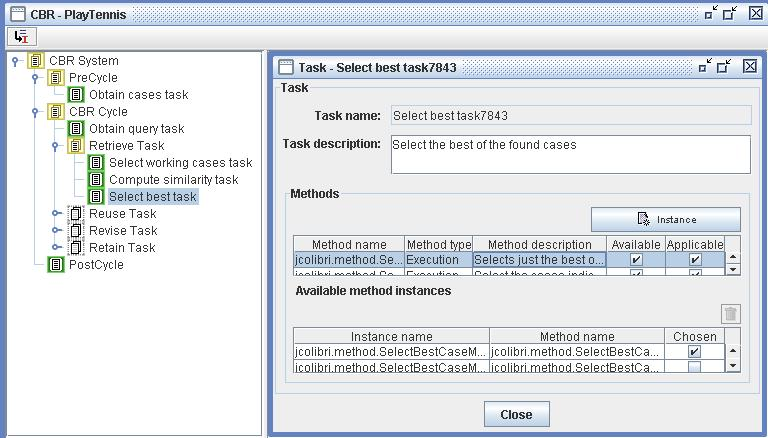 CBR - PlayTennis
CBR System
PreCycle
Obtain cases task
CBR Cycle
Obtain query task
Retrieve Task
Select working cases task
Compute similarity task
Select best task
Reuse Task
Revise Task
Retain Task
PostCycle
Task - Select best task7843
Task
Task name: Select best task7843
Task description: Select the best of the found cases
Methods
Instance
Method name Method type Method description Available Applicable
jcolibri.method.Se... Execution Selects just the best o...
jcolibri.method.Se... Execution Select the cases indic...
Available method instances
Instance name Method name Chosen
jcolibri.method.SelectBestCaseM... jcolibri.method.SelectBestCa...
jcolibri.method.SelectBestCaseM... jcolibri.method.SelectBestCa...
Close